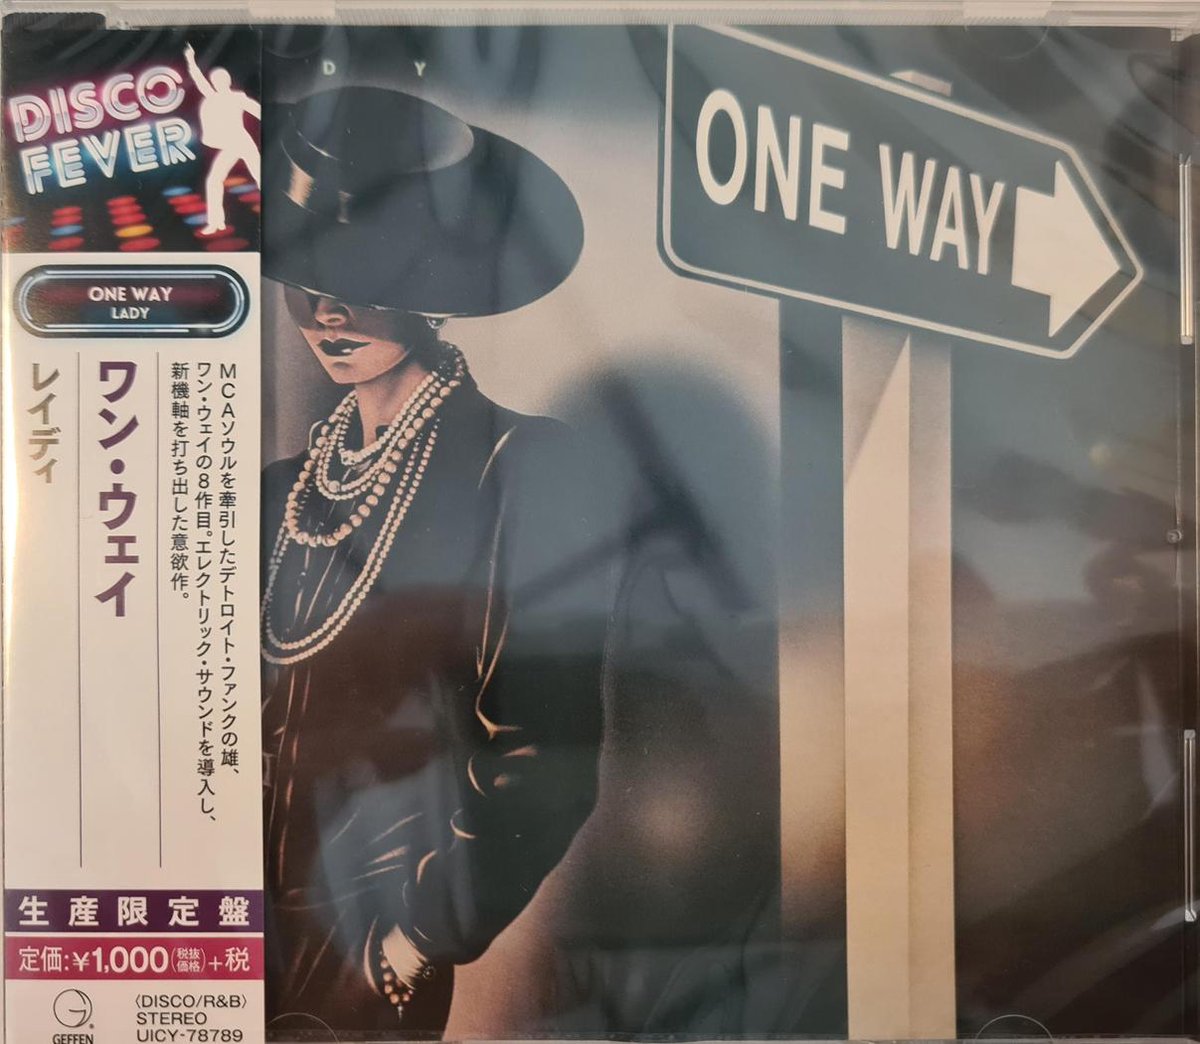 DISCO
FEVER
ONE WAY
LADY
MCAソウルを牽引したデトロイト・ファンクの雄、
ワン・ウェイの8作目。エレクトリック・サウンドを導入し、
新機軸を打ち出した意欲作。
ワン・ウェイ
レイディ
生産限定盤
定価:¥1,000(税抜価格)+税
GEFFEN
〈DISCO/R&B〉
STEREO
UICY-78789
D Y
ONE WAY